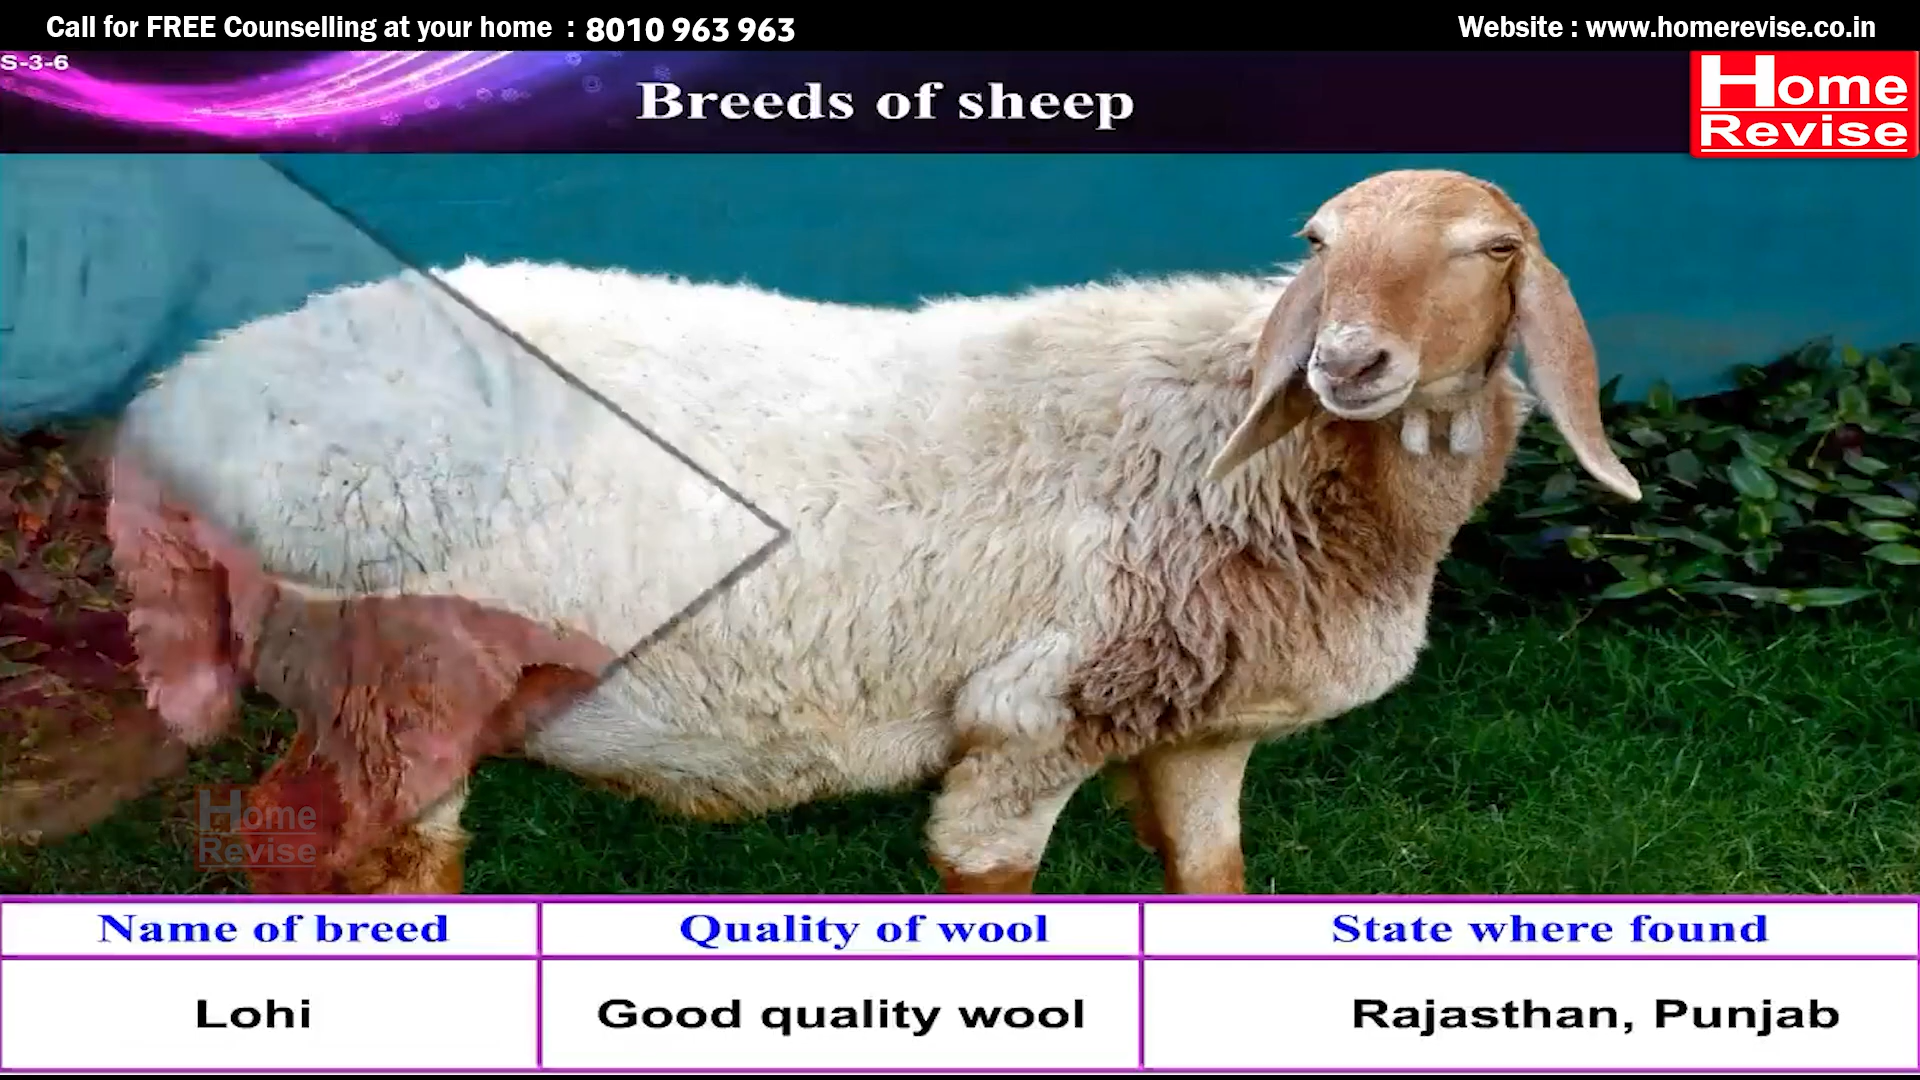 Call for FREE Counselling at your home : 8010 963 963
Website : www.homerevise.co.in
S-3-6
Breeds of sheep
Home
Revise
Home
Revise
Name of breed
Quality of wool
State where found
Lohi
Good quality wool
Rajasthan, Punjab